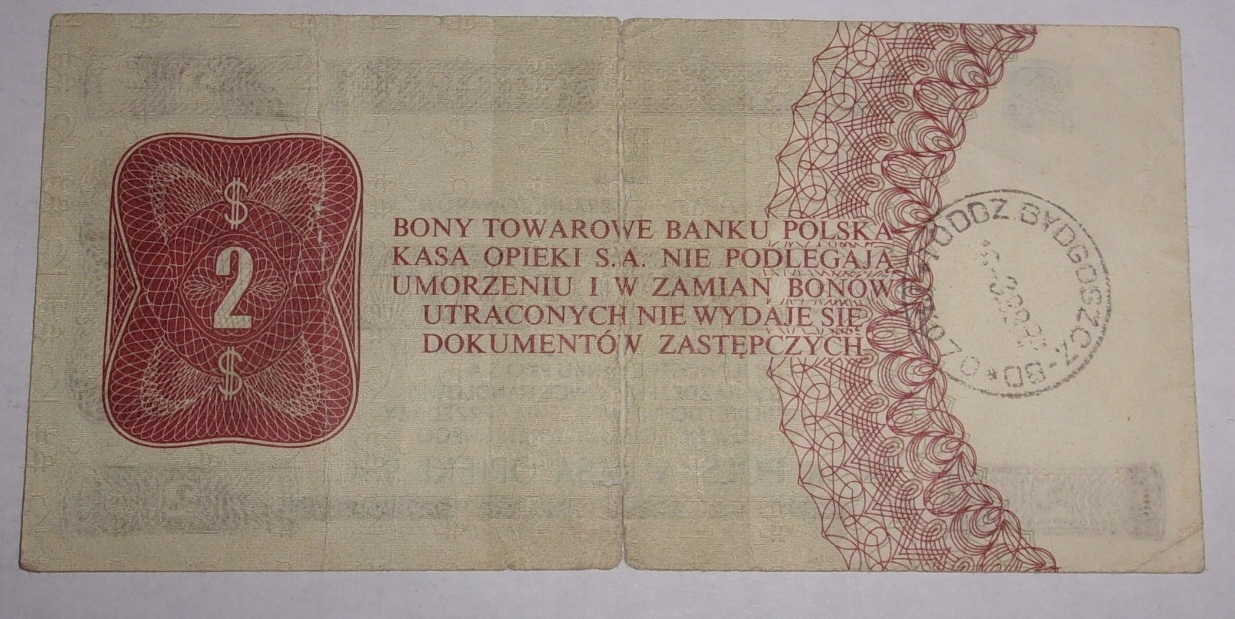 $
2
$
BONY TOWAROWE BANKU POLSKA
KASA OPIEKI S.A. NIE PODLEGAJĄ
UMORZENIU I W ZAMIAN BONÓW
UTRACONYCH NIE WYDAJE SIĘ
DOKUMENTÓW ZASTĘPCZYCH
ODDZ. BYDGOSZCZ-SD *